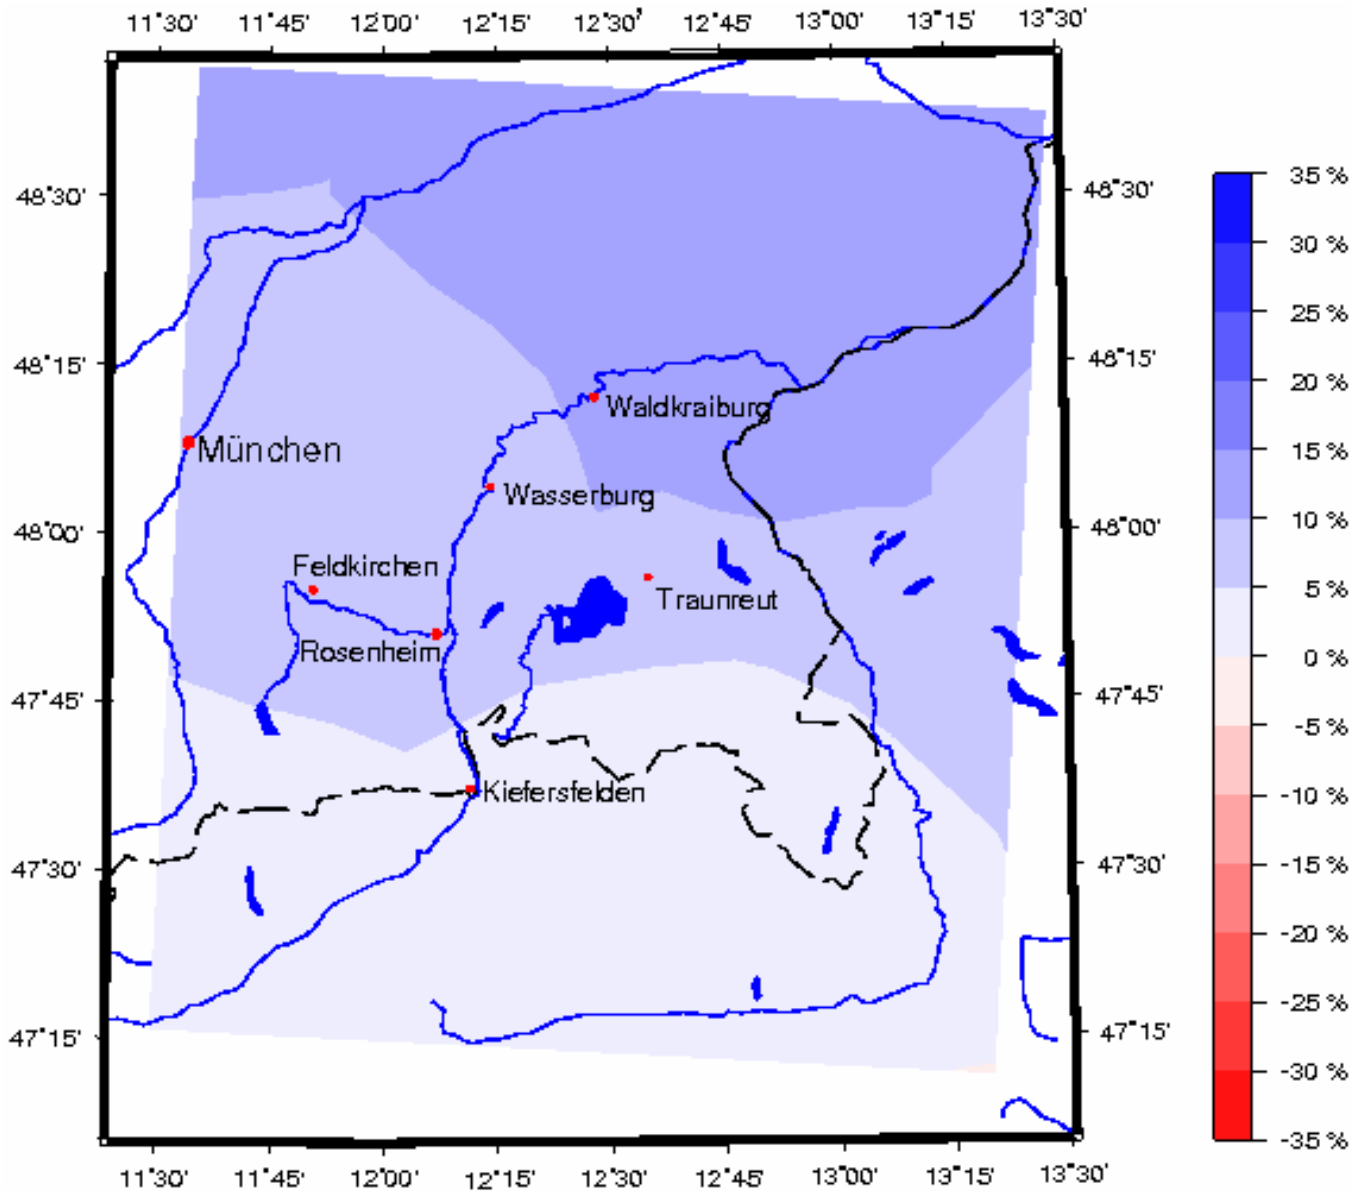 11°30' 11°45' 12°00' 12°15' 12°30' 12°45' 13°00' 13°15' 13°30'
35 %
48°30' 48°30'
30 %
25 %
48°15' 48°15'
20 %
Waldkraiburg
15 %
München
Wasserburg
10 %
48°00' 48°00'
Feldkirchen
5 %
Traunreut
Rosenheim
0 %
47°45' 47°45'
-5 %
Kiefersfelden
-10 %
-15 %
47°30' 47°30'
-20 %
-25 %
47°15' 47°15'
-30 %
-35 %
11°30' 11°45' 12°00' 12°15' 12°30' 12°45' 13°00' 13°15' 13°30'